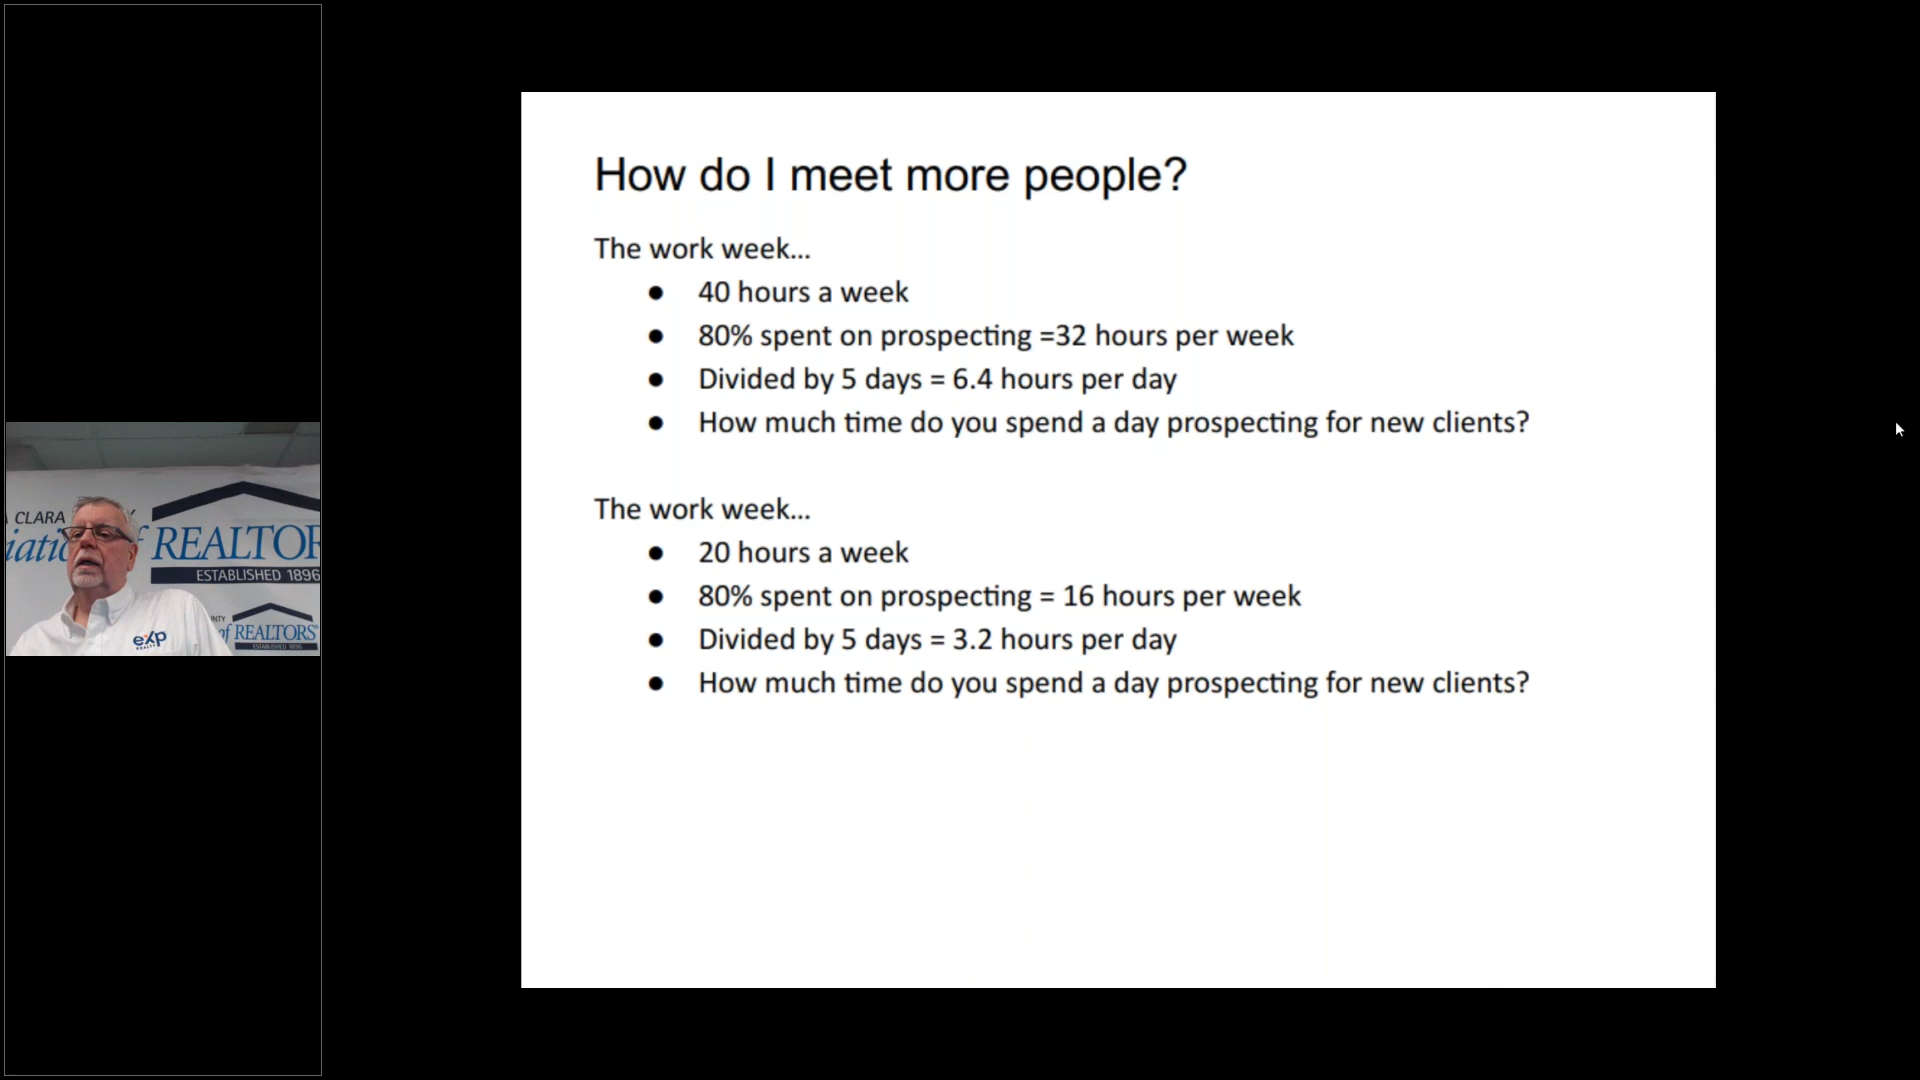 How do I meet more people?
The work week...
● 40 hours a week
● 80% spent on prospecting =32 hours per week
● Divided by 5 days = 6.4 hours per day
● How much time do you spend a day prospecting for new clients?
The work week...
● 20 hours a week
● 80% spent on prospecting = 16 hours per week
● Divided by 5 days = 3.2 hours per day
● How much time do you spend a day prospecting for new clients?
CLARA
of REALTOR
ESTABLISHED 1896
of REALTORS
ESTABLISHED 1896
eXp
REALTY